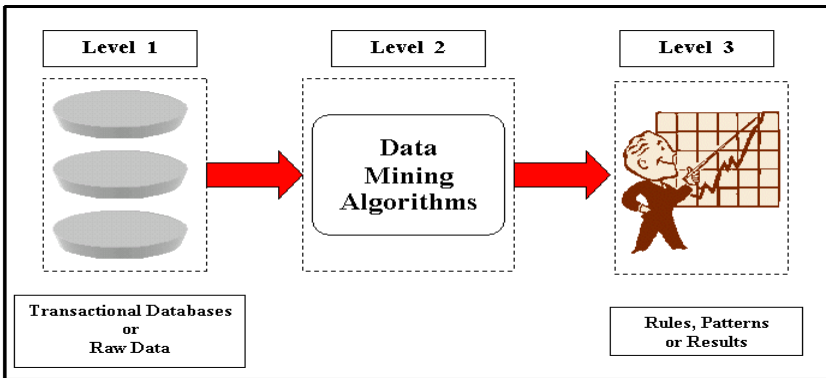 Level 1
Level 2
Level 3
Data
Mining
Algorithms
Transactional Databases
or
Raw Data
Rules, Patterns
or Results